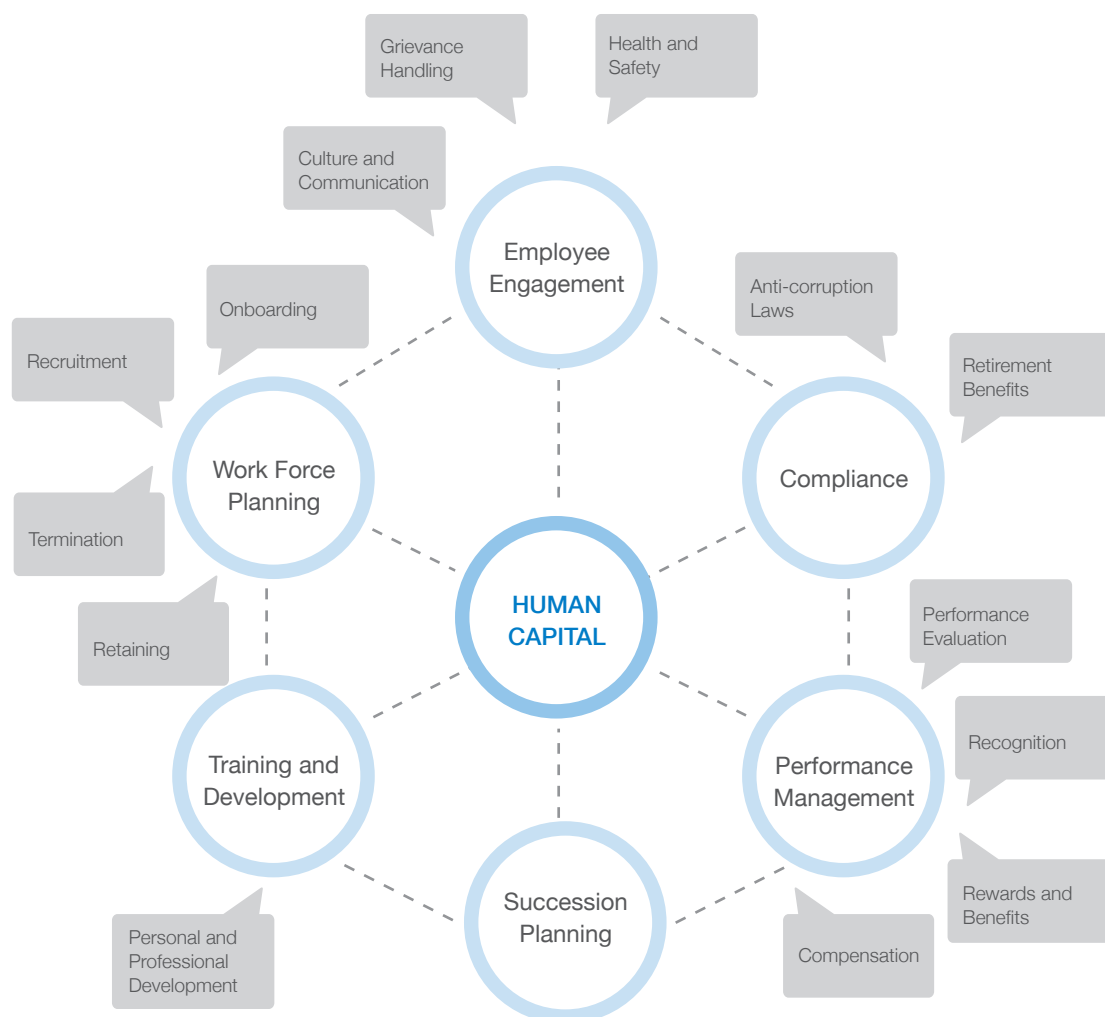 Grievance
Handling
Health and
Safety
Culture and
Communication
Employee
Engagement
Onboarding
Anti-corruption
Laws
Recruitment
Retirement
Benefits
Work Force
Planning
Compliance
Termination
HUMAN
CAPITAL
Performance
Evaluation
Retaining
Recognition
Training and
Development
Performance
Management
Succession
Planning
Rewards and
Benefits
Personal and
Professional
Development
Compensation